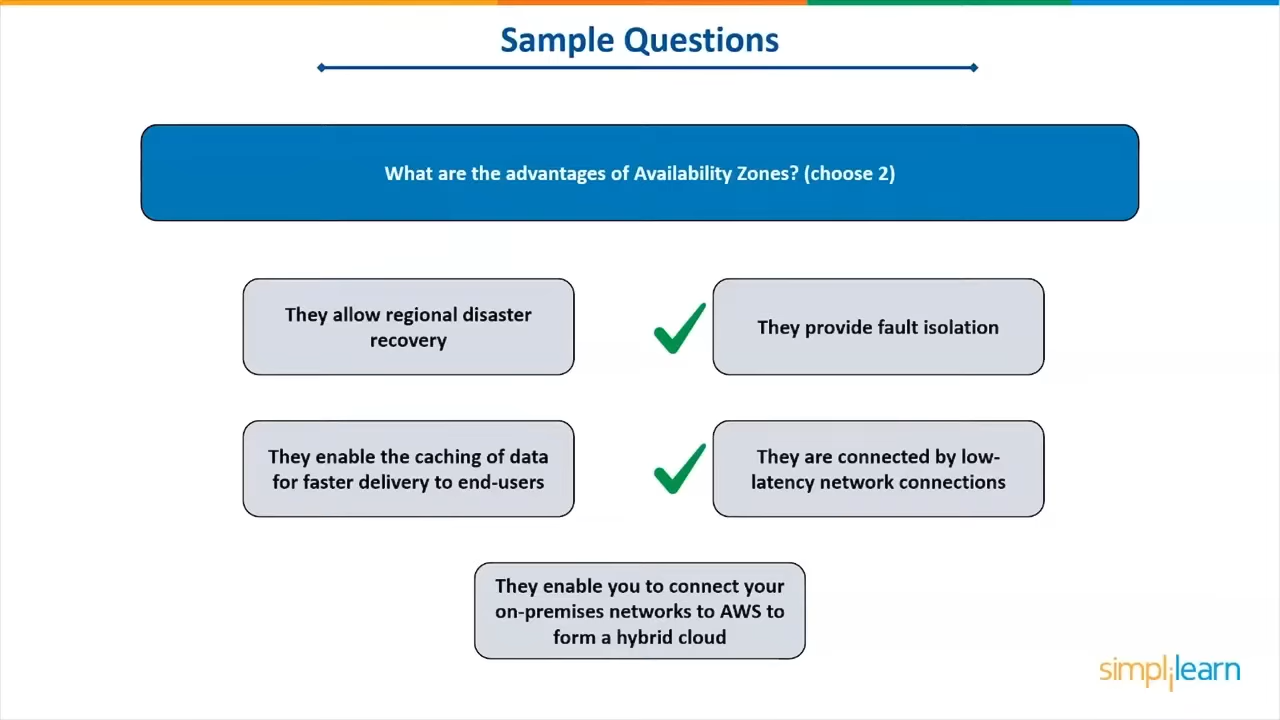 Sample Questions
What are the advantages of Availability Zones? (choose 2)
They allow regional disaster
recovery
They provide fault isolation
They enable the caching of data
for faster delivery to end-users
They are connected by low-
latency network connections
They enable you to connect your
on-premises networks to AWS to
form a hybrid cloud
simplilearn